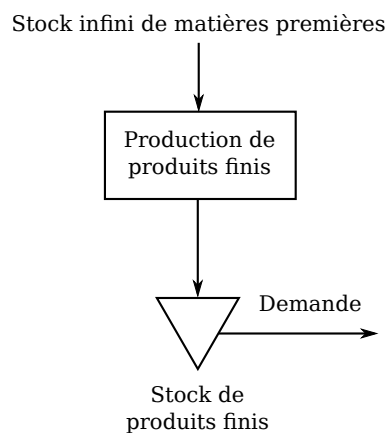 Stock infini de matières premières
Production de
produits finis
Demande
Stock de
produits finis